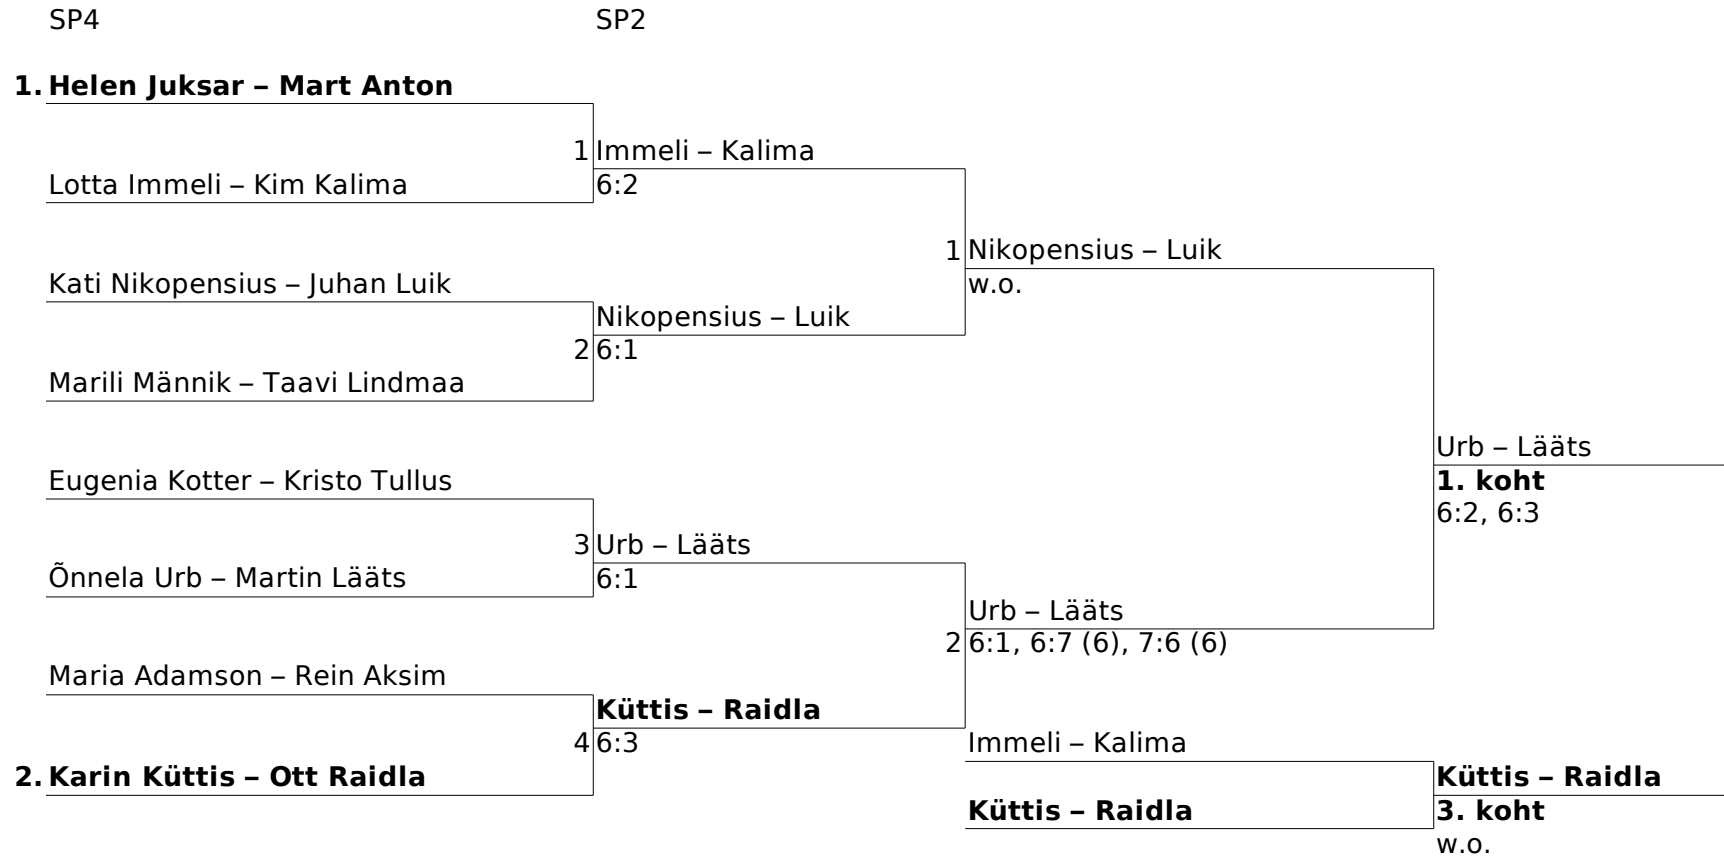 SP4 SP2
1. Helen Juksar – Mart Anton
1 Immeli – Kalima
Lotta Immeli – Kim Kalima 6:2
1 Nikopensius – Luik
Kati Nikopensius – Juhan Luik w.o.
Nikopensius – Luik
2 6:1
Marili Männik – Taavi Lindmaa
Urb – Lääts
Eugenia Kotter – Kristo Tullus 1. koht
6:2, 6:3
3 Urb – Lääts
Õnnela Urb – Martin Lääts 6:1
Urb – Lääts
2 6:1, 6:7 (6), 7:6 (6)
Maria Adamson – Rein Aksim
Küttis – Raidla
4 6:3 Immeli – Kalima
2. Karin Küttis – Ott Raidla Küttis – Raidla
Küttis – Raidla 3. koht
w.o.